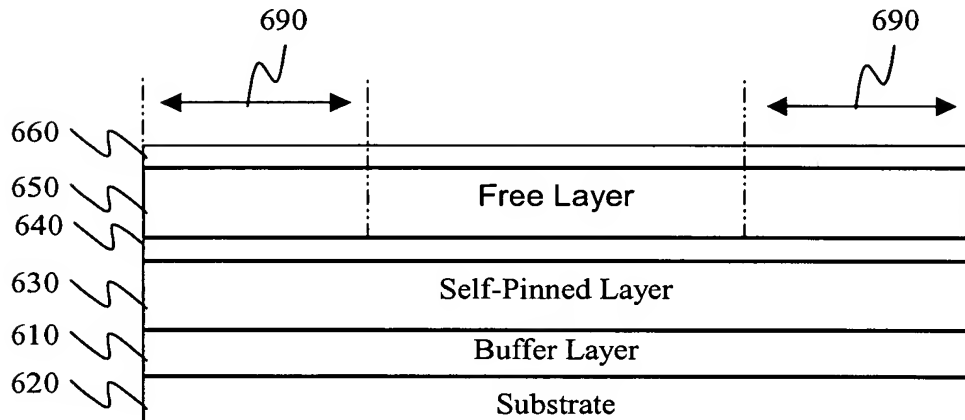 690 690
660
650 Free Layer
640
630 Self-Pinned Layer
610 Buffer Layer
620 Substrate